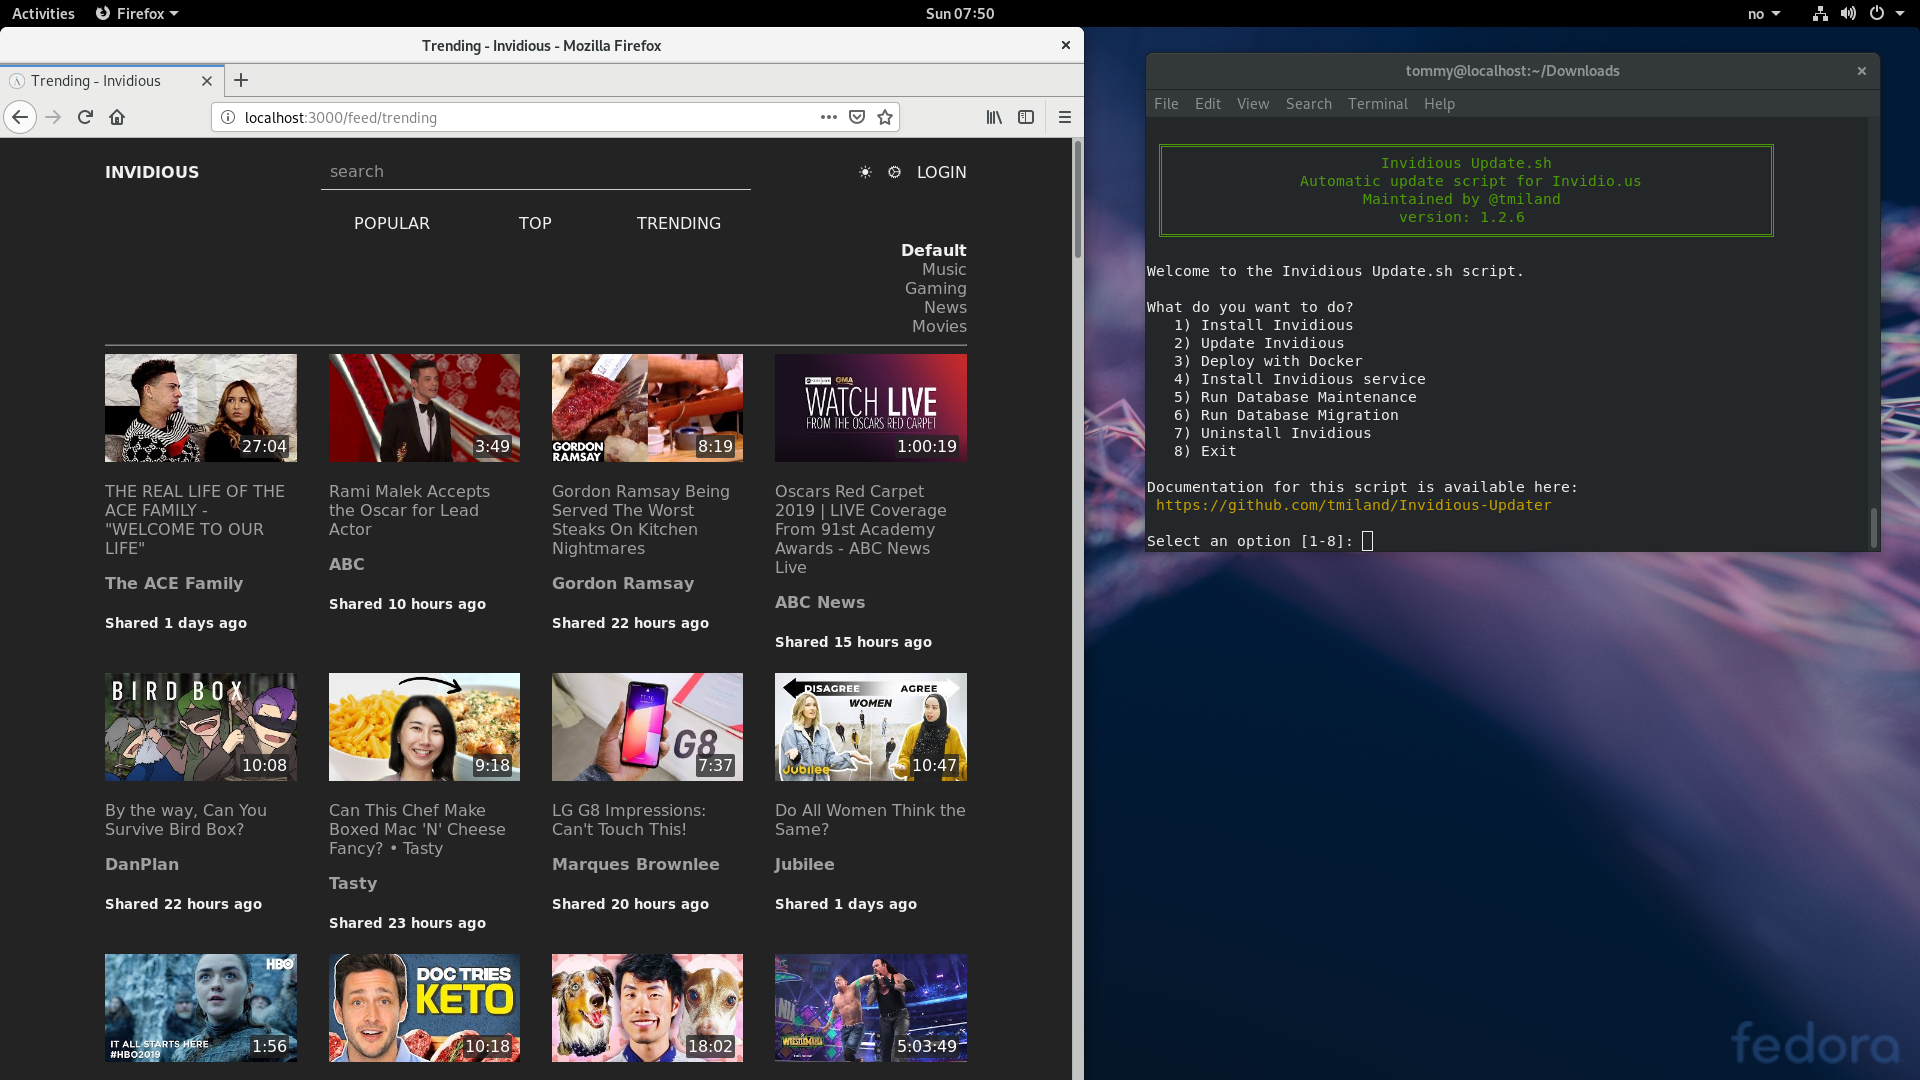 Activities
Firefox
Sun 07:50
no
Trending - Invidious - Mozilla Firefox
Trending - Invidious
localhost:3000/feed/trending
INVIDIOUS
search
LOGIN
POPULAR
TOP
TRENDING
Default
Music
Gaming
News
Movies
27:04
3:49
GORDON
RAMSAY
8:19
GMA
WATCH LIVE
FROM THE OSCARS RED CARPET
1:00:19
THE REAL LIFE OF THE
ACE FAMILY -
"WELCOME TO OUR
LIFE"
The ACE Family
Shared 1 days ago
Rami Malek Accepts
the Oscar for Lead
Actor
ABC
Shared 10 hours ago
Gordon Ramsay Being
Served The Worst
Steaks On Kitchen
Nightmares
Gordon Ramsay
Shared 22 hours ago
Oscars Red Carpet
2019 | LIVE Coverage
From 91st Academy
Awards - ABC News
Live
ABC News
Shared 15 hours ago
BIRD BOX
10:08
9:18
G8
7:37
DISAGREE
AGREE
WOMEN
Jubilee
10:47
By the way, Can You
Survive Bird Box?
DanPlan
Shared 22 hours ago
Can This Chef Make
Boxed Mac 'N' Cheese
Fancy? • Tasty
Tasty
Shared 23 hours ago
LG G8 Impressions:
Can't Touch This!
Marques Brownlee
Shared 20 hours ago
Do All Women Think the
Same?
Jubilee
Shared 1 days ago
HBO
IT ALL STARTS HERE
#HBO2019
1:56
DOC TRIES
KETO
10:18
18:02
WRESTLEMANIA
5:03:49
tommy@localhost:~/Downloads
File Edit View Search Terminal Help
Invidious Update.sh
Automatic update script for Invidio.us
Maintained by @tmiland
version: 1.2.6
Welcome to the Invidious Update.sh script.
What do you want to do?
1) Install Invidious
2) Update Invidious
3) Deploy with Docker
4) Install Invidious service
5) Run Database Maintenance
6) Run Database Migration
7) Uninstall Invidious
8) Exit
Documentation for this script is available here:
https://github.com/tmiland/Invidious-Updater
Select an option [1-8]:
fedora